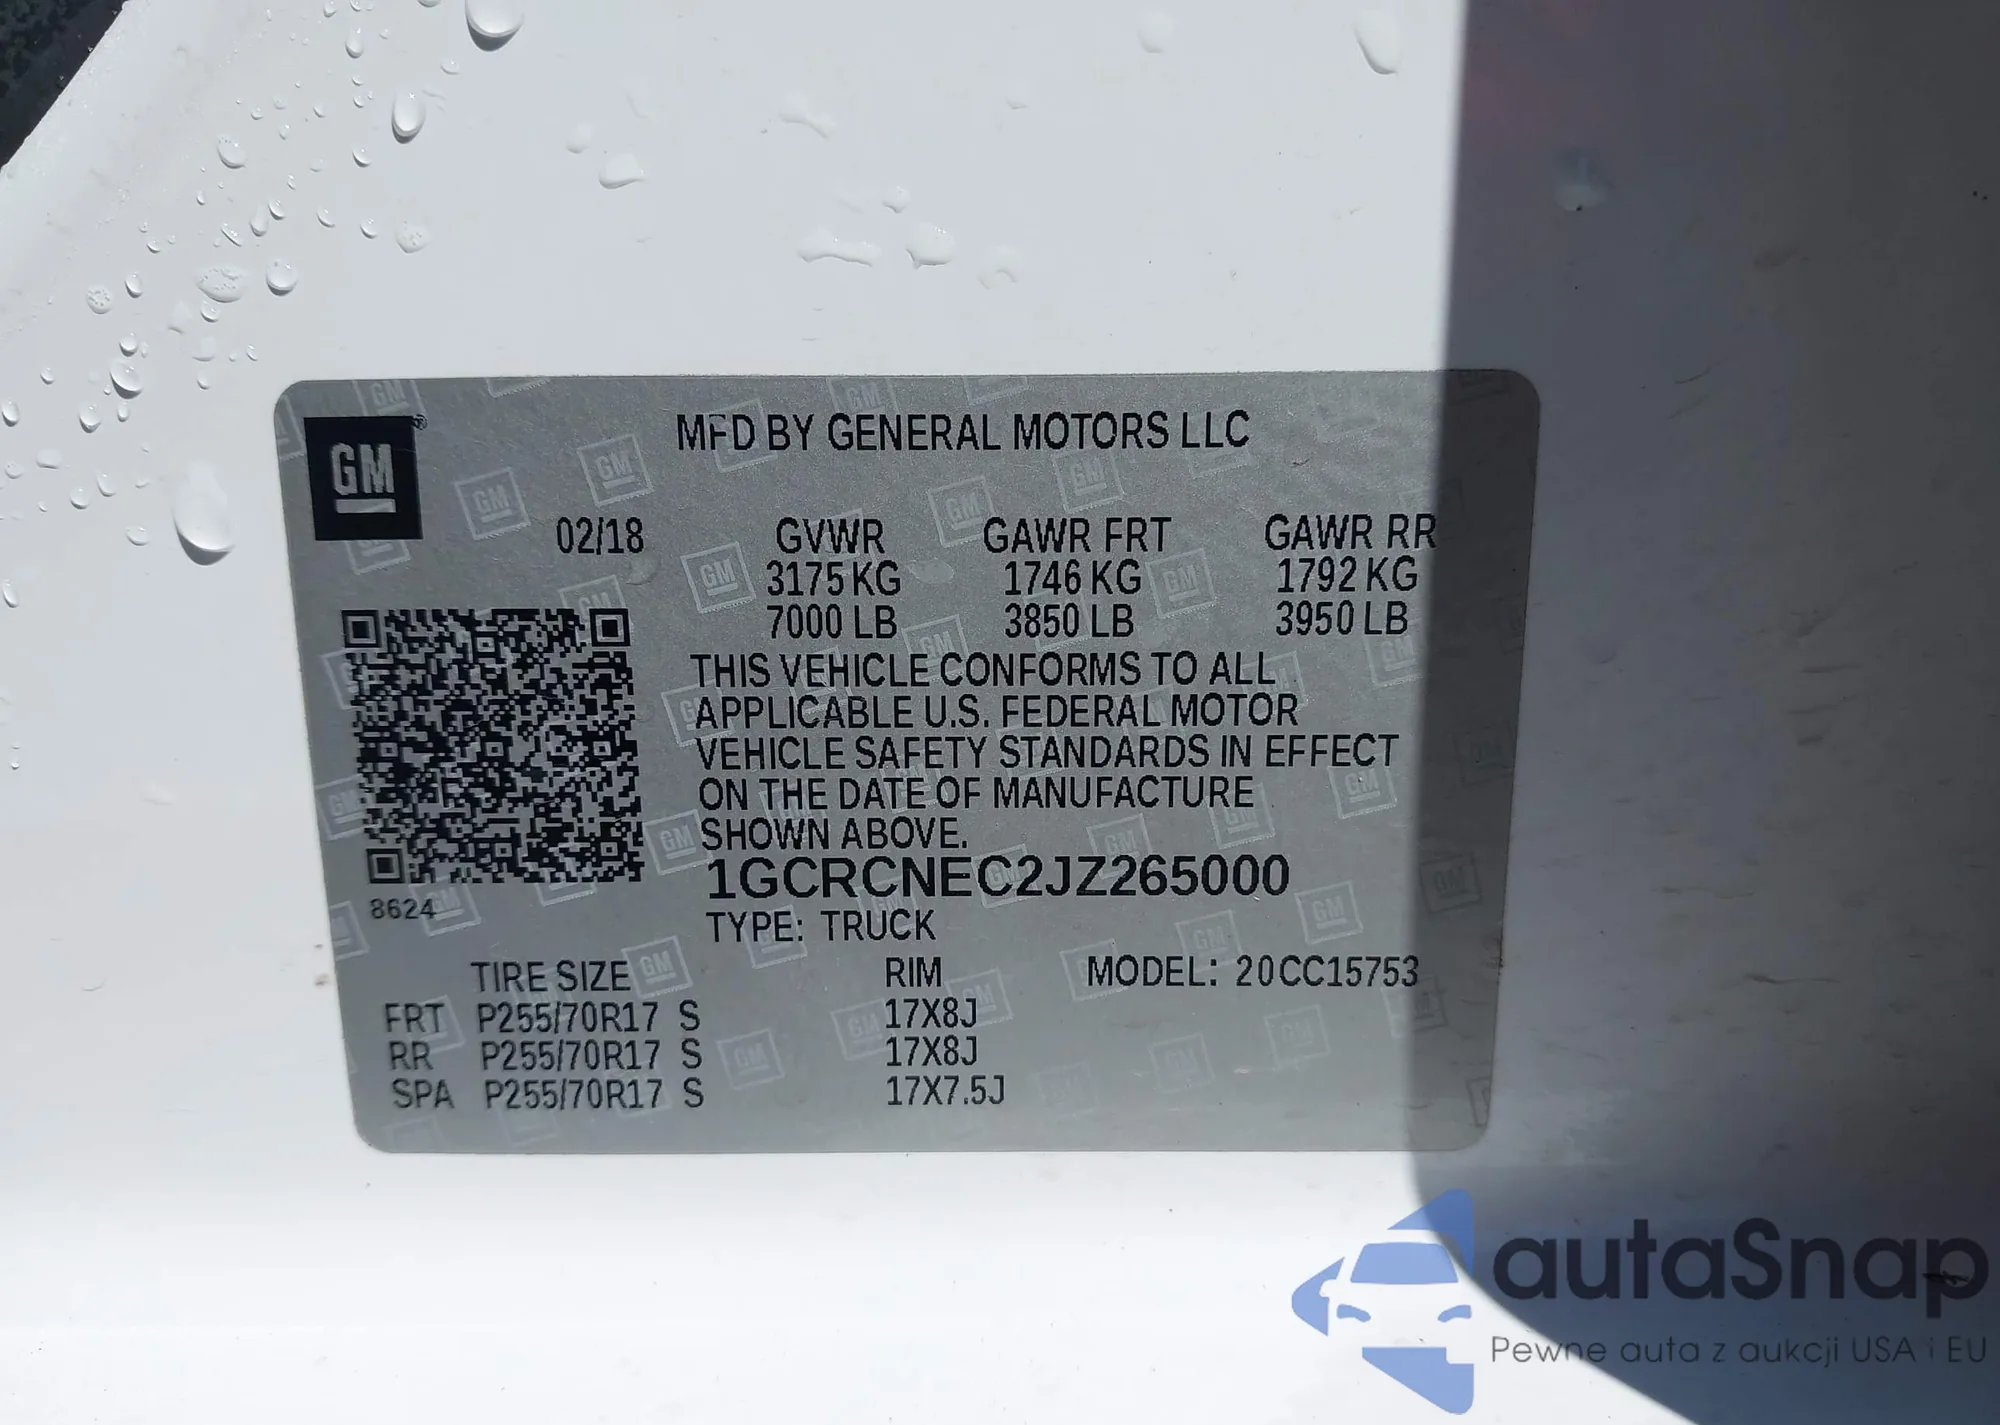 GM
MFD BY GENERAL MOTORS LLC
02/18 GVWR GAWR FRT GAWR RR
3175 KG 1746 KG 1792 KG
7000 LB 3850 LB 3950 LB
THIS VEHICLE CONFORMS TO ALL
APPLICABLE U.S. FEDERAL MOTOR
VEHICLE SAFETY STANDARDS IN EFFECT
ON THE DATE OF MANUFACTURE
SHOWN ABOVE.
1GCRCNEC2JZ265000
8624
TYPE: TRUCK
TIRE SIZE RIM MODEL: 20CC15753
FRT P255/70R17 S 17X8J
RR P255/70R17 S 17X8J
SPA P255/70R17 S 17X7.5J
autaSnap
Pewne auta z aukcji USA i EU